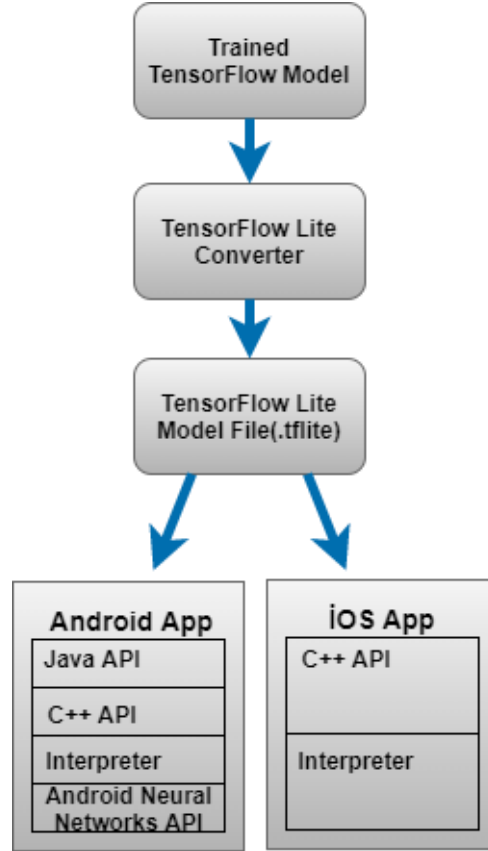 Trained
TensorFlow Model
TensorFlow Lite
Converter
TensorFlow Lite
Model File(.tflite)
Android App
Java API
C++ API
Interpreter
Android Neural
Networks API
İOS App
C++ API
Interpreter